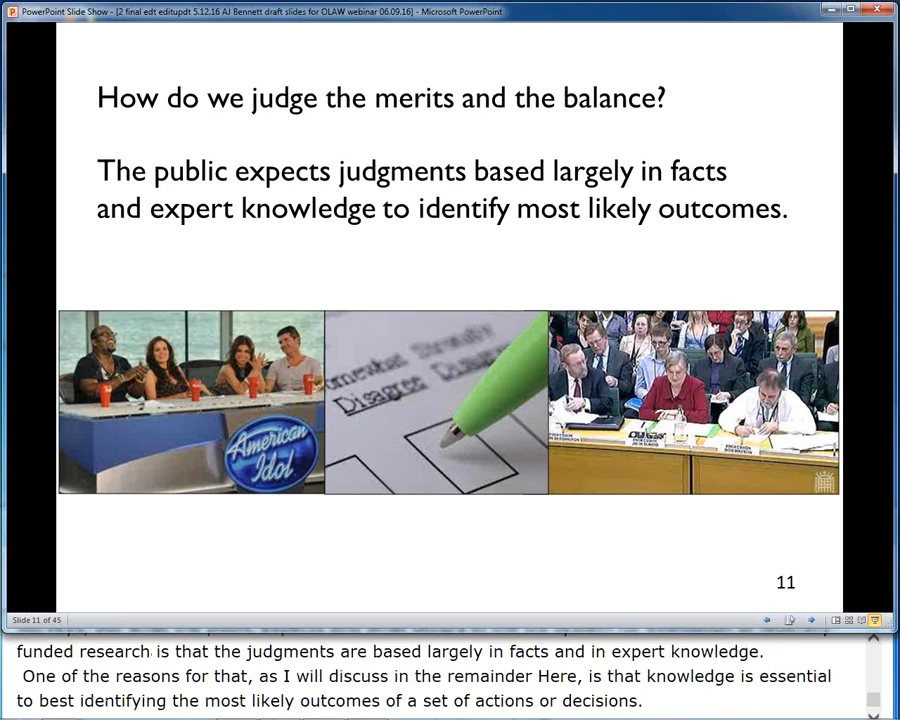 PowerPoint Slide Show - [2 final edt editupdt 5.12.16 AJ Bennett draft slides for OLAW webinar 06.09.16] - Microsoft PowerPoint
How do we judge the merits and the balance?
The public expects judgments based largely in facts
and expert knowledge to identify most likely outcomes.
American
Idol
Strongly
Disagree
11
Slide 11 of 45
funded research is that the judgments are based largely in facts and in expert knowledge.
One of the reasons for that, as I will discuss in the remainder Here, is that knowledge is essential
to best identifying the most likely outcomes of a set of actions or decisions.